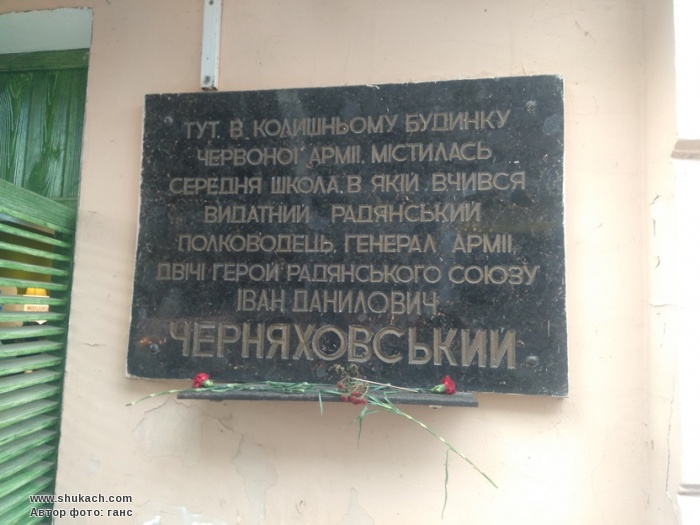 ТУТ, В КОЛИШНЬОМУ БУДИНКУ
ЧЕРВОНОЇ АРМІЇ, МІСТИЛАСЬ
СЕРЕДНЯ ШКОЛА, В ЯКІЙ ВЧИВСЯ
ВИДАТНИЙ РАДЯНСЬКИЙ
ПОЛКОВОДЕЦЬ, ГЕНЕРАЛ АРМІЇ,
ДВІЧІ ГЕРОЙ РАДЯНСЬКОГО СОЮЗУ
ІВАН ДАНИЛОВИЧ
ЧЕРНЯХОВСЬКИЙ
www.shukach.com
Автор фото: ганс